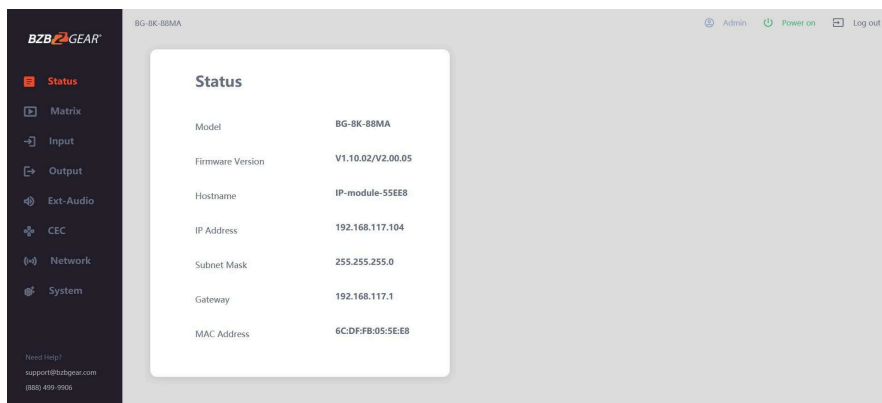 BZBGEAR®
BG-8K-88MA
Admin
Power on
Log out
Status
Matrix
Input
Output
Ext-Audio
CEC
Network
System
Need Help?
support@bzbgear.com
(888) 499-9906
Status
Model BG-8K-88MA
Firmware Version V1.10.02/V2.00.05
Hostname IP-module-55EE8
IP Address 192.168.117.104
Subnet Mask 255.255.255.0
Gateway 192.168.117.1
MAC Address 6C:DF:FB:05:5E:E8